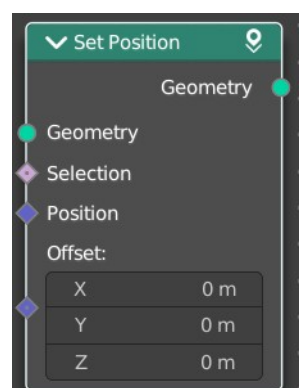 Set Position
Geometry
Geometry
Selection
Position
Offset:
X 0 m
Y 0 m
Z 0 m